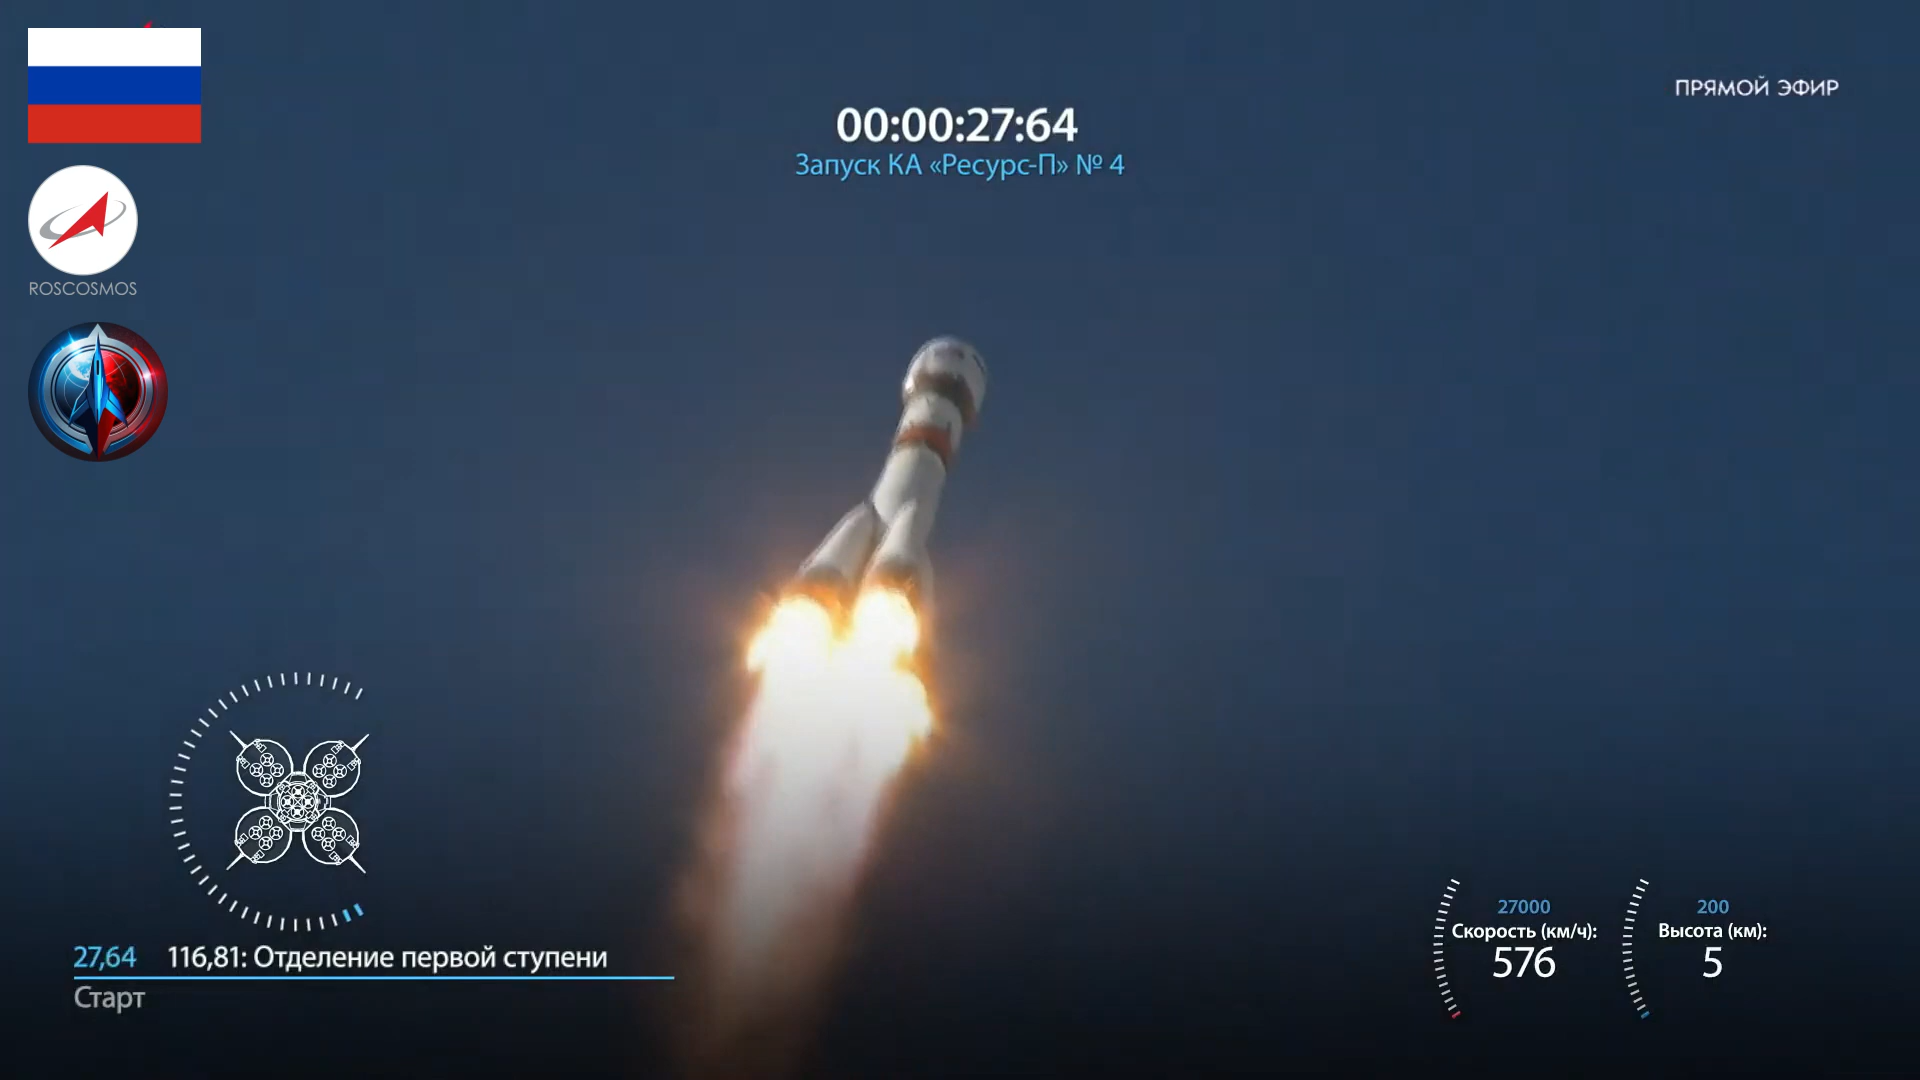 ПРЯМОЙ ЭФИР
00:00:27:64
Запуск КА «Ресурс-П» № 4
ROSCOSMOS
27,64 116,81: Отделение первой ступени
Старт
27000
Скорость (км/ч):
576
200
Высота (км):
5